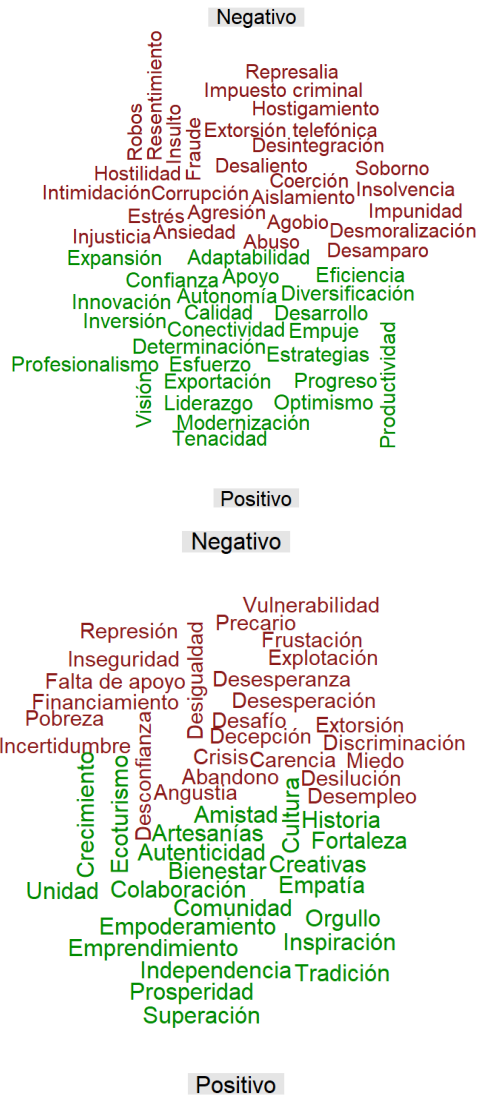 Negativo
Represalia
Impuesto criminal
Hostigamiento
Robos
Resentimiento
Insulto
Fraude
Extorsión telefónica
Desintegración
Desaliento
Soborno
Hostilidad
Coerción
Intimidación
Corrupción
Aislamiento
Insolvencia
Estrés
Agresión
Agobio
Impunidad
Injusticia
Ansiedad
Abuso
Desmoralización
Desamparo
Expansión
Adaptabilidad
Confianza
Apoyo
Eficiencia
Innovación
Autonomía
Diversificación
Inversión
Calidad
Desarrollo
Conectividad
Empuje
Determinación
Estrategias
Profesionalismo
Esfuerzo
Productividad
Visión
Exportación
Progreso
Liderazgo
Optimismo
Modernización
Tenacidad
Positivo
Negativo
Vulnerabilidad
Precario
Represión
Frustación
Desigualdad
Inseguridad
Explotación
Falta de apoyo
Desesperanza
Financiamiento
Desesperación
Pobreza
Desafío
Extorsión
Incertidumbre
Desconfianza
Decepción
Discriminación
Crisis
Carencia
Miedo
Abandono
Desilución
Angustia
Desempleo
Crecimiento
Ecoturismo
Amistad
Cultura
Historia
Artesanías
Fortaleza
Autenticidad
Bienestar
Creativas
Unidad
Colaboración
Empatía
Comunidad
Orgullo
Empoderamiento
Emprendimiento
Inspiración
Independencia
Tradición
Prosperidad
Superación
Positivo